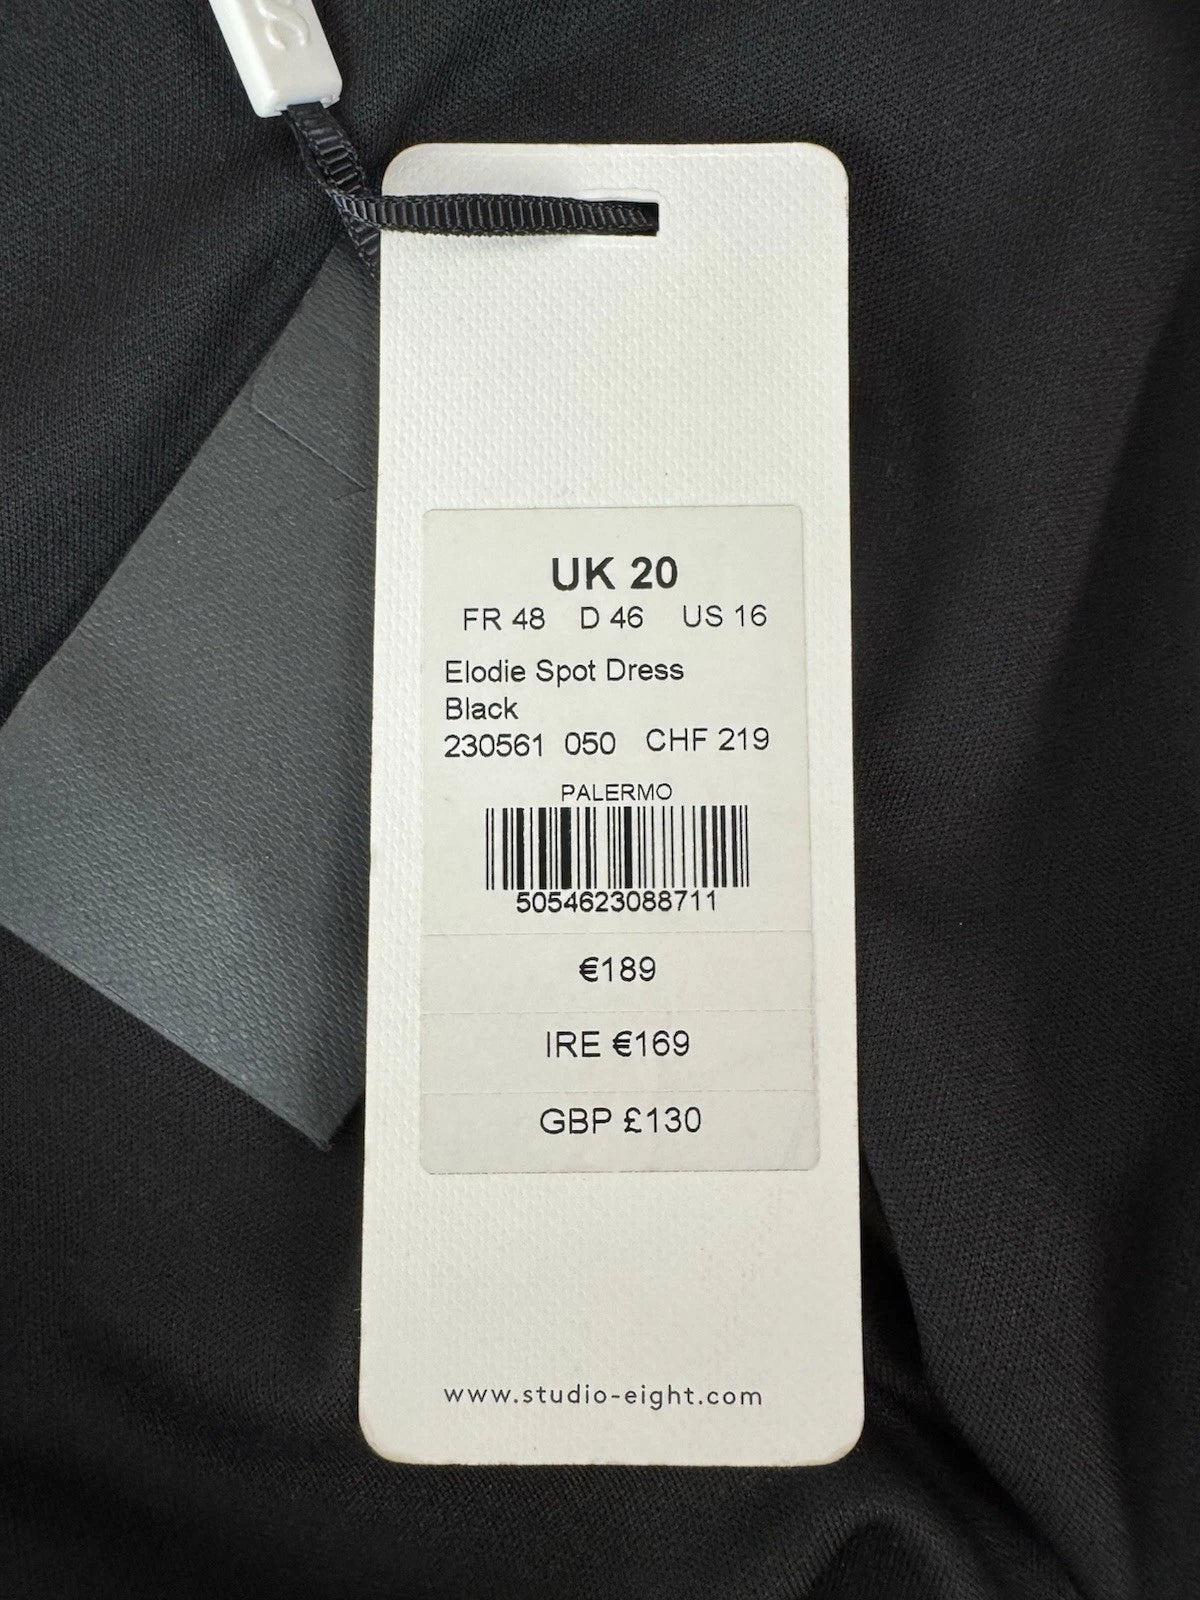 UK 20
FR 48 D 46 US 16
Elodie Spot Dress
Black
230561 050 CHF 219
PALERMO
5054623088711
€189
IRE €169
GBP £130
www.studio-eight.com